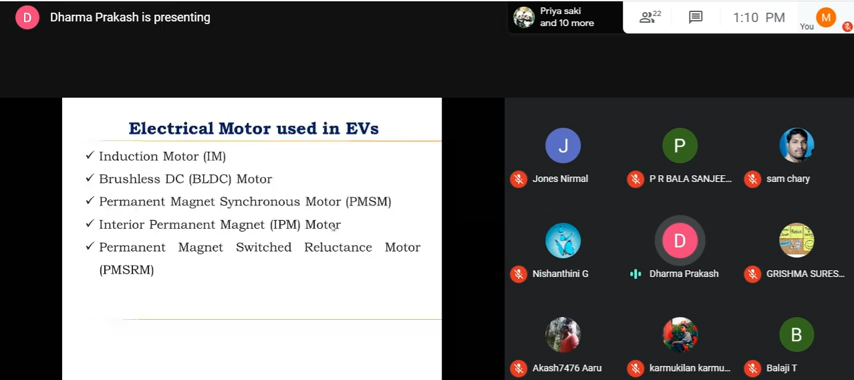 D Dharma Prakash is presenting
Priya saki
and 10 more
22
1:10 PM
You
M
Electrical Motor used in EVs
✓ Induction Motor (IM)
✓ Brushless DC (BLDC) Motor
✓ Permanent Magnet Synchronous Motor (PMSM)
✓ Interior Permanent Magnet (IPM) Motor
✓ Permanent Magnet Switched Reluctance Motor
(PMSRM)
J
P
Jones Nirmal
P R BALA SANJEE...
sam chary
D
Nishanthini G
Dharma Prakash
GRISHMA SURES...
B
Akash7476 Aaru
karmukilan karmu...
Balaji T